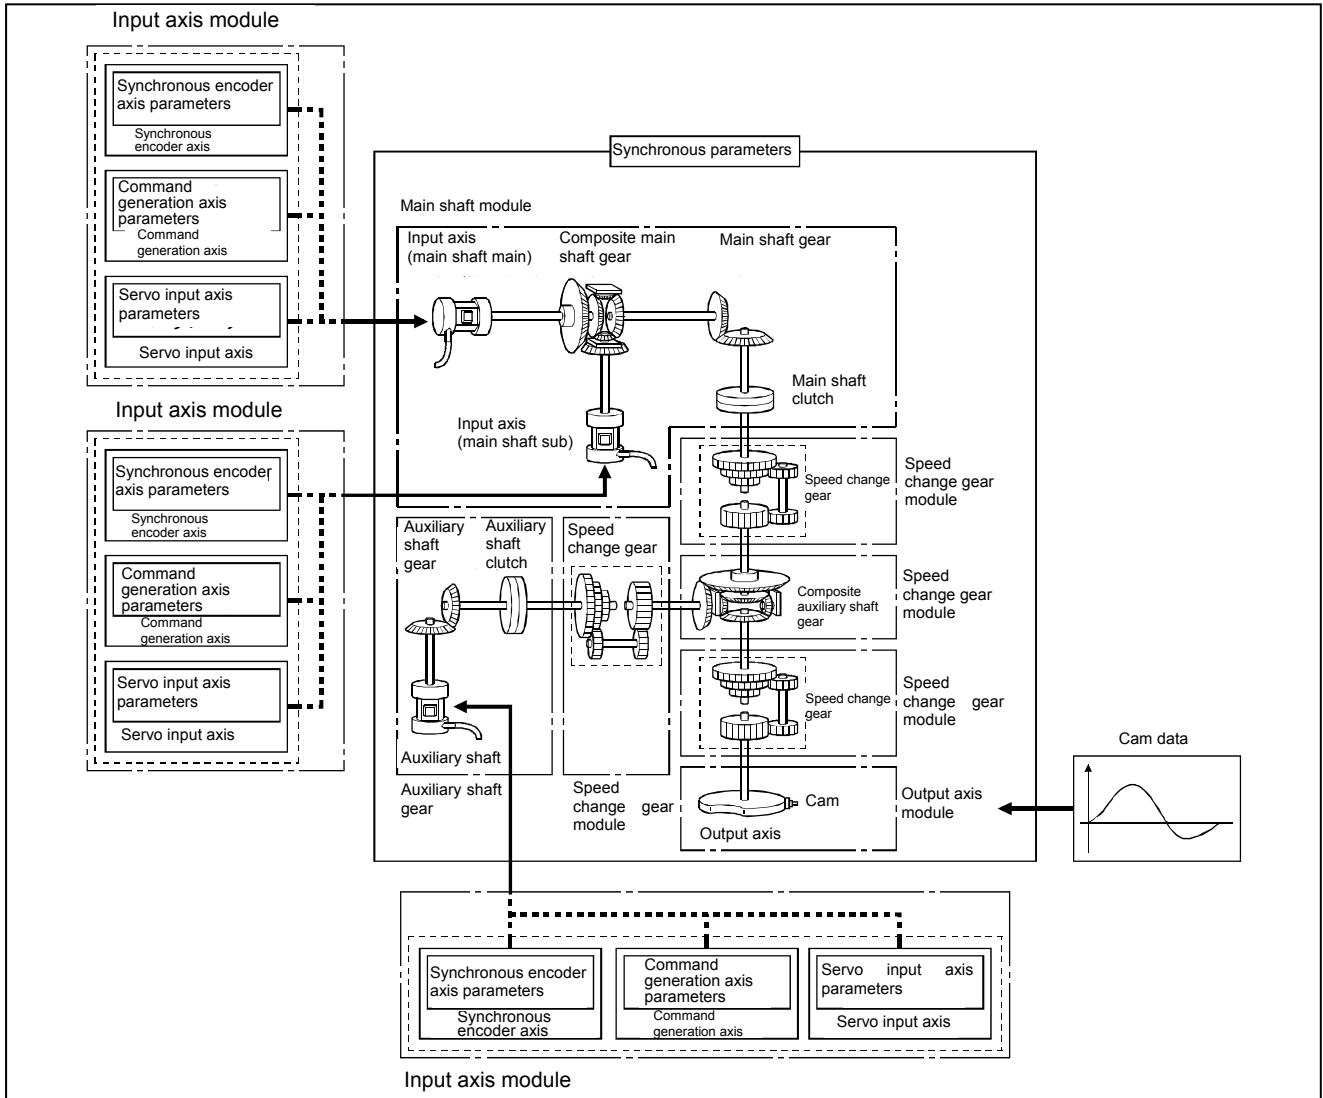 Input axis module
Synchronous encoder
axis parameters
Synchronous
encoder axis
Command
generation axis
parameters
Command
generation axis
Servo input axis
parameters
Servo input axis
Input axis module
Synchronous encoder
axis parameters
Synchronous
encoder axis
Command
generation axis
parameters
Command
generation axis
Servo input axis
parameters
Servo input axis
Synchronous parameters
Main shaft module
Input axis
(main shaft main)
Composite main
shaft gear
Main shaft gear
Main shaft
clutch
Input axis
(main shaft sub)
Speed change
gear
Speed
change gear
module
Auxiliary
shaft
gear
Auxiliary
shaft
clutch
Speed
change gear
Composite
auxiliary shaft
gear
Speed
change gear
module
Speed change
gear
Speed
change gear
module
Auxiliary shaft
Auxiliary shaft
gear
Speed
change gear
module
Cam
Output axis
Output axis
module
Cam data
Synchronous encoder
axis parameters
Synchronous
encoder axis
Command
generation axis
parameters
Command
generation axis
Servo input axis
parameters
Servo input axis
Input axis module